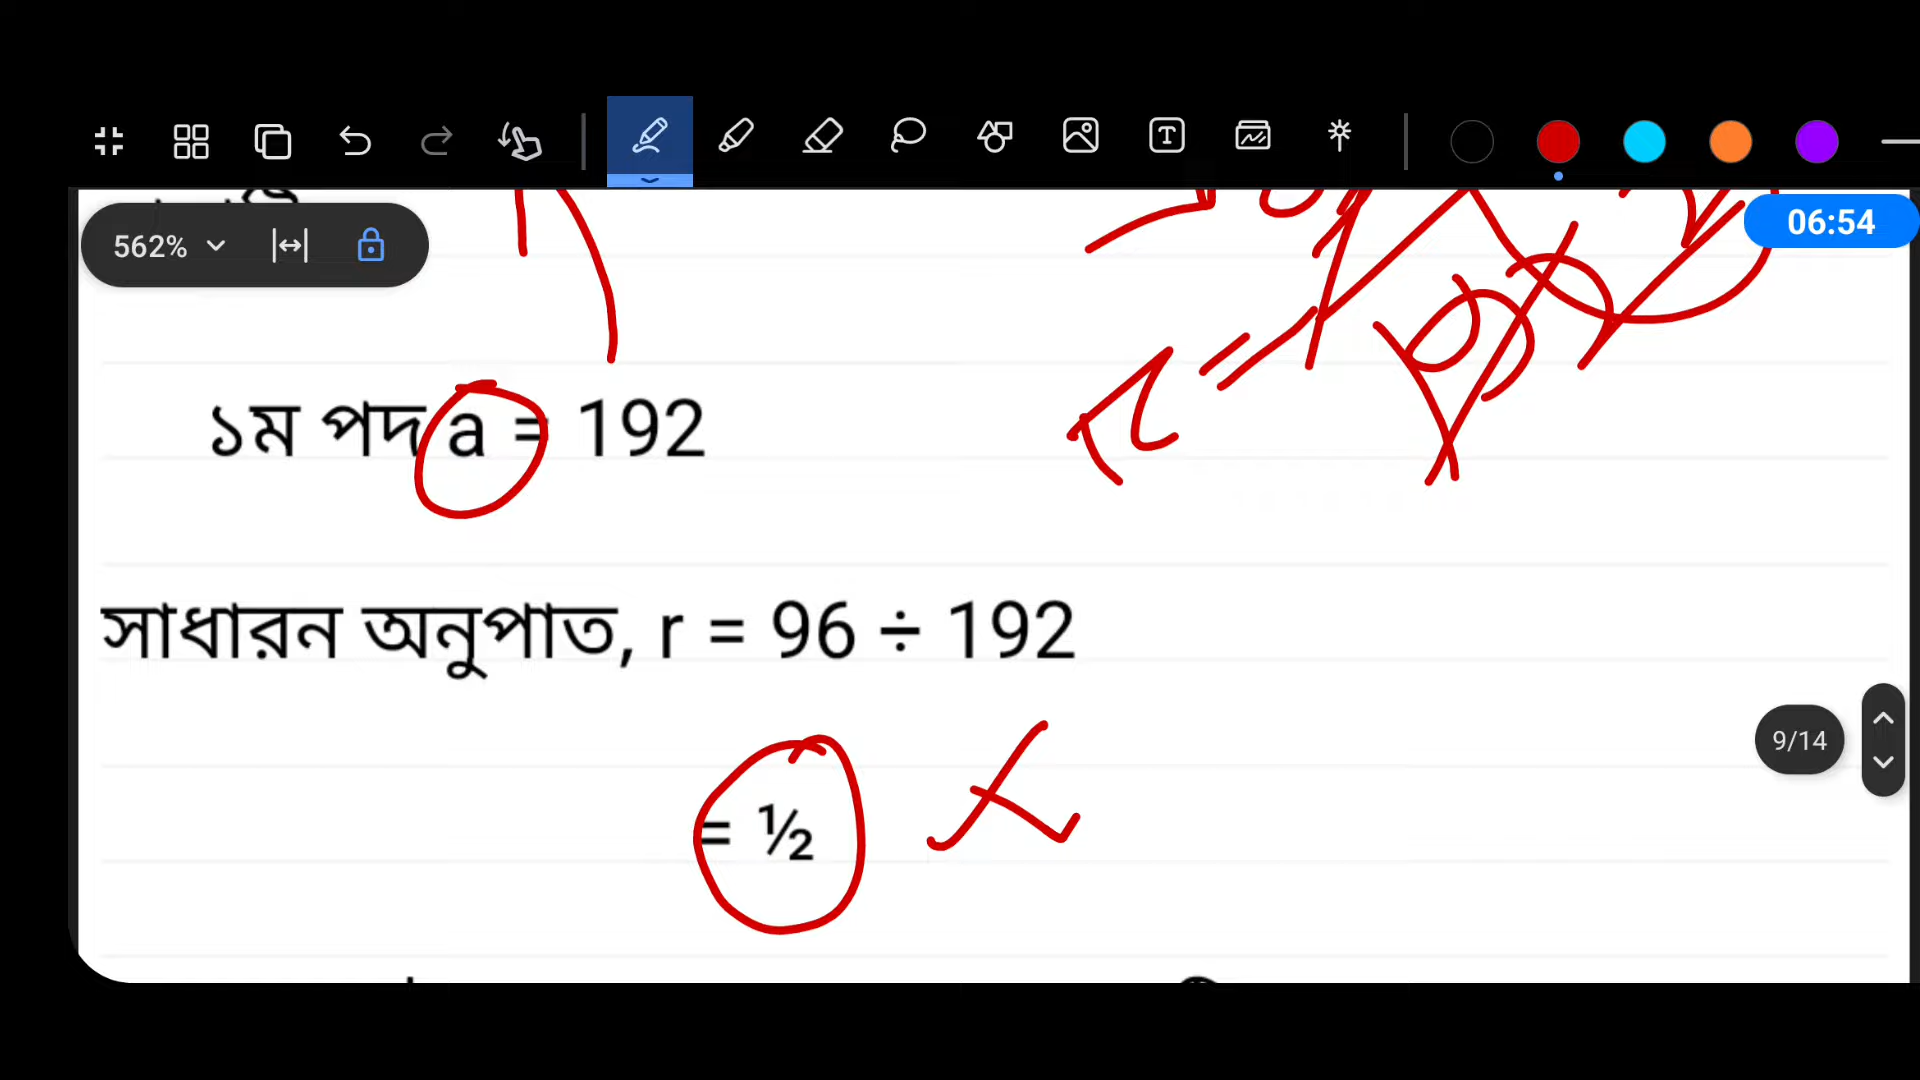 562%
06:54
১ম পদ a = 192
r =
সাধারন অনুপাত, r = 96 ÷ 192
= ½
9/14